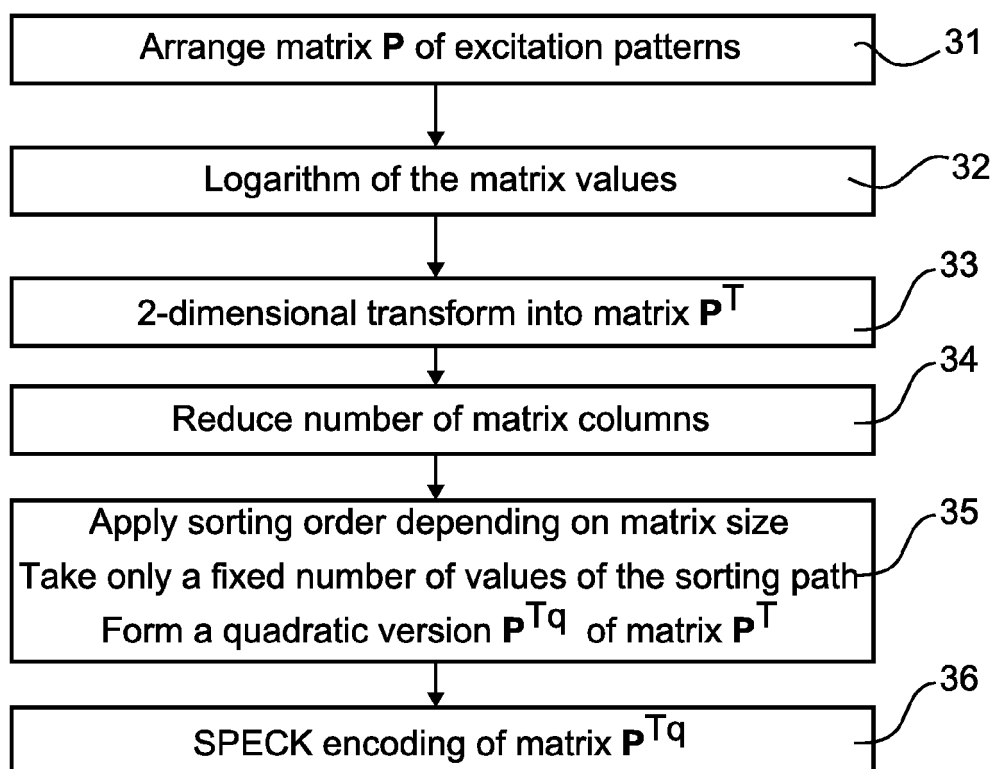 Arrange matrix P of excitation patterns
31
Logarithm of the matrix values
32
2-dimensional transform into matrix P^T
33
Reduce number of matrix columns
34
Apply sorting order depending on matrix size
Take only a fixed number of values of the sorting path
Form a quadratic version P^Tq of matrix P^T
35
SPECK encoding of matrix P^Tq
36